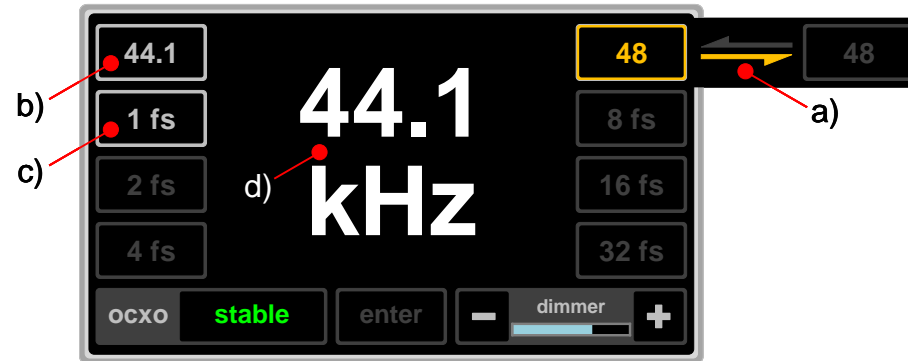 44.1
48
48
b)
a)
1 fs
44.1
8 fs
c)
d)
2 fs
kHz
16 fs
4 fs
32 fs
ocxo
stable
enter
−
dimmer
+